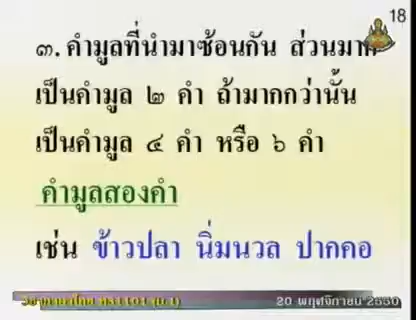 18
๓. คำมูลที่นำมาซ้อนกัน ส่วนมาก
เป็นคำมูล ๒ คำ ถ้ามากกว่านั้น
เป็นคำมูล ๔ คำ หรือ ๖ คำ
คำมูลสองคำ
เช่น ข้าวปลา นิ่มนวล ปากคอ
20 พฤศจิกายน 2550